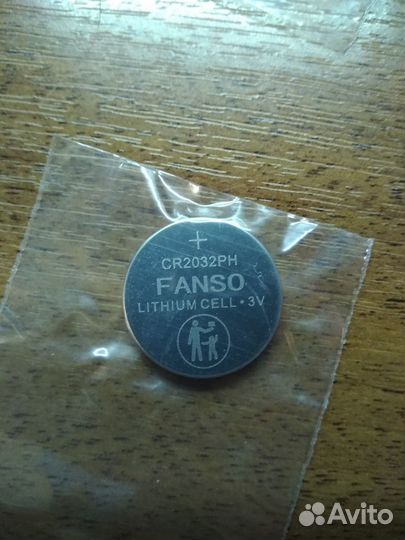 +
CR2032PH
FANSO
LITHIUM CELL • 3V
Avito